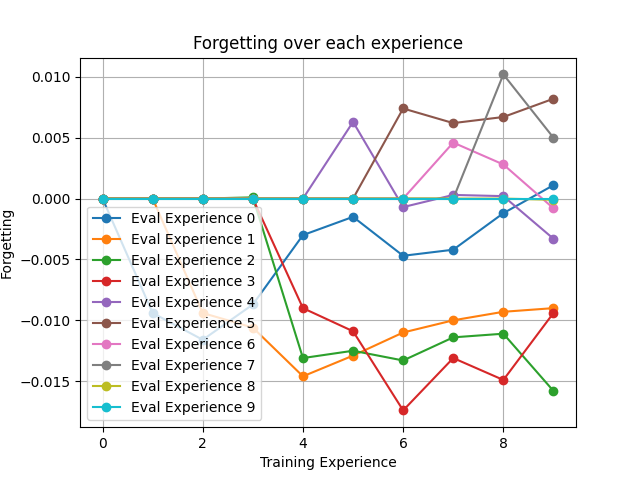 Forgetting over each experience
0.010
0.005
0.000
−0.005
−0.010
−0.015
Forgetting
Eval Experience 0
Eval Experience 1
Eval Experience 2
Eval Experience 3
Eval Experience 4
Eval Experience 5
Eval Experience 6
Eval Experience 7
Eval Experience 8
Eval Experience 9
0 2 4 6 8
Training Experience